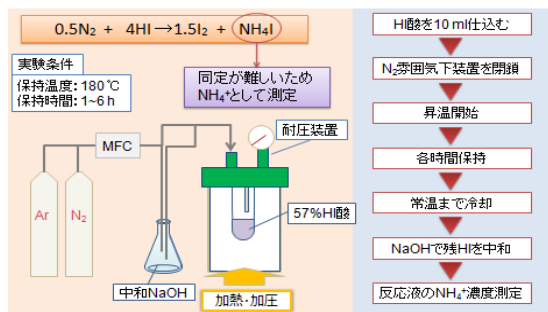 0.5N₂ + 4HI →1.5I₂ + NH₄I
実験条件
保持温度：180℃
保持時間：1~6 h
同定が難しいため
NH₄⁺として測定
MFC
耐圧装置
Ar
N₂
57%HI酸
中和NaOH
加熱・加圧
HI酸を10 ml仕込む
N₂雰囲気下装置を閉鎖
昇温開始
各時間保持
常温まで冷却
NaOHで残HIを中和
反応液のNH₄⁺濃度測定